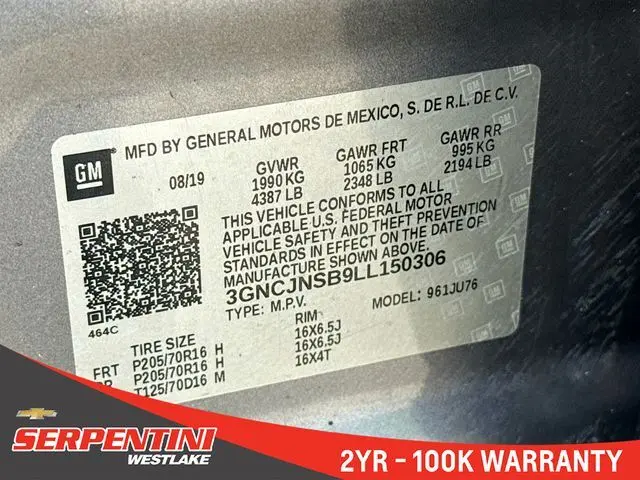 MFD BY GENERAL MOTORS DE MEXICO, S. DE R.L. DE C.V.
GM
08/19
GVWR GAWR FRT GAWR RR
1990 KG 1065 KG 995 KG
4387 LB 2348 LB 2194 LB
THIS VEHICLE CONFORMS TO ALL
APPLICABLE U.S. FEDERAL MOTOR
VEHICLE SAFETY AND THEFT PREVENTION
STANDARDS IN EFFECT ON THE DATE OF
MANUFACTURE SHOWN ABOVE.
3GNCJNSB9LL150306
TYPE: M.P.V. MODEL: 961JU76
464C
TIRE SIZE RIM
FRT P205/70R16 H 16X6.5J
RR P205/70R16 H 16X6.5J
T125/70D16 M 16X4T
SERPENTINI
WESTLAKE
2YR - 100K WARRANTY